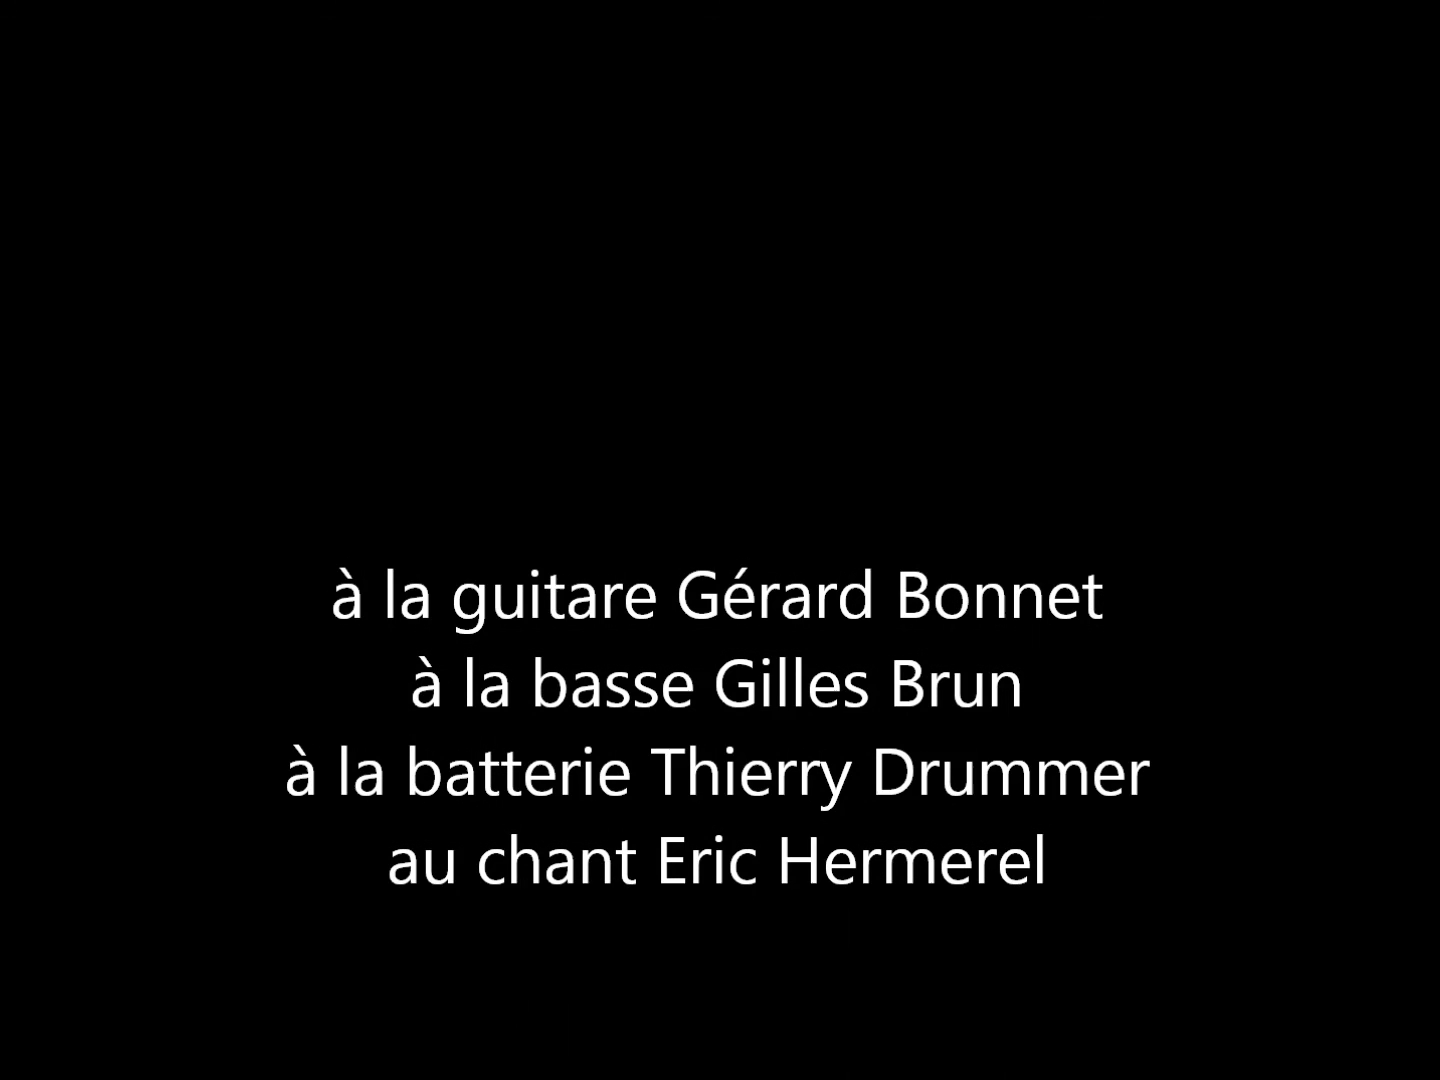 à la guitare Gérard Bonnet
à la basse Gilles Brun
à la batterie Thierry Drummer
au chant Eric Hermerel